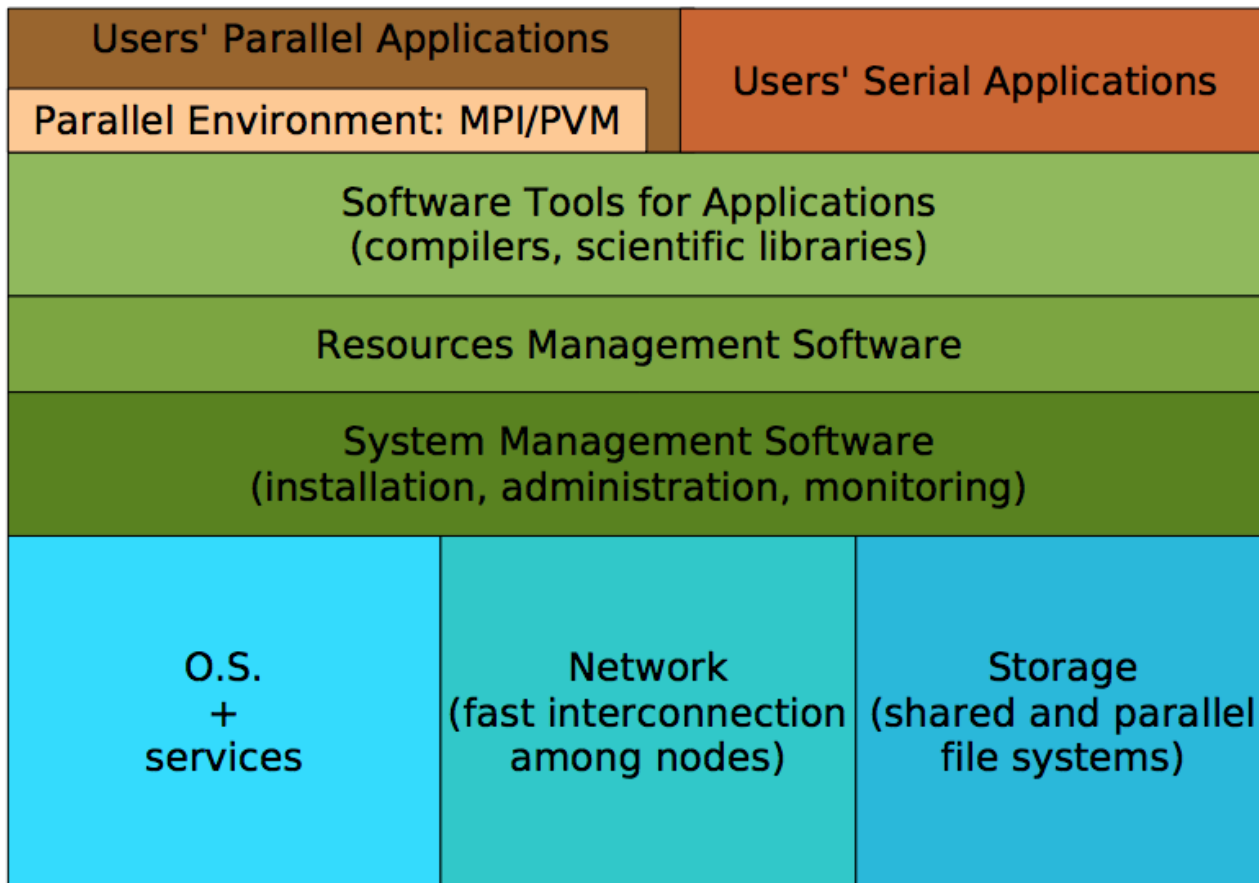 Users' Parallel Applications
Users' Serial Applications
Parallel Environment: MPI/PVM
Software Tools for Applications
(compilers, scientific libraries)
Resources Management Software
System Management Software
(installation, administration, monitoring)
O.S.
+
services
Network
(fast interconnection
among nodes)
Storage
(shared and parallel
file systems)